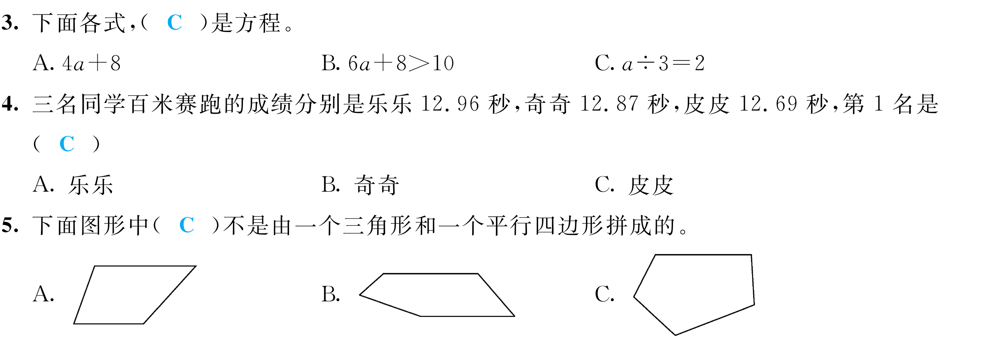 3. 下面各式,( C )是方程。
A. 4a+8 B. 6a+8>10 C. a÷3=2
4. 三名同学百米赛跑的成绩分别是乐乐 12.96 秒,奇奇 12.87 秒,皮皮 12.69 秒,第 1 名是
( C )
A. 乐乐 B. 奇奇 C. 皮皮
5. 下面图形中( C )不是由一个三角形和一个平行四边形拼成的。
A. B. C.